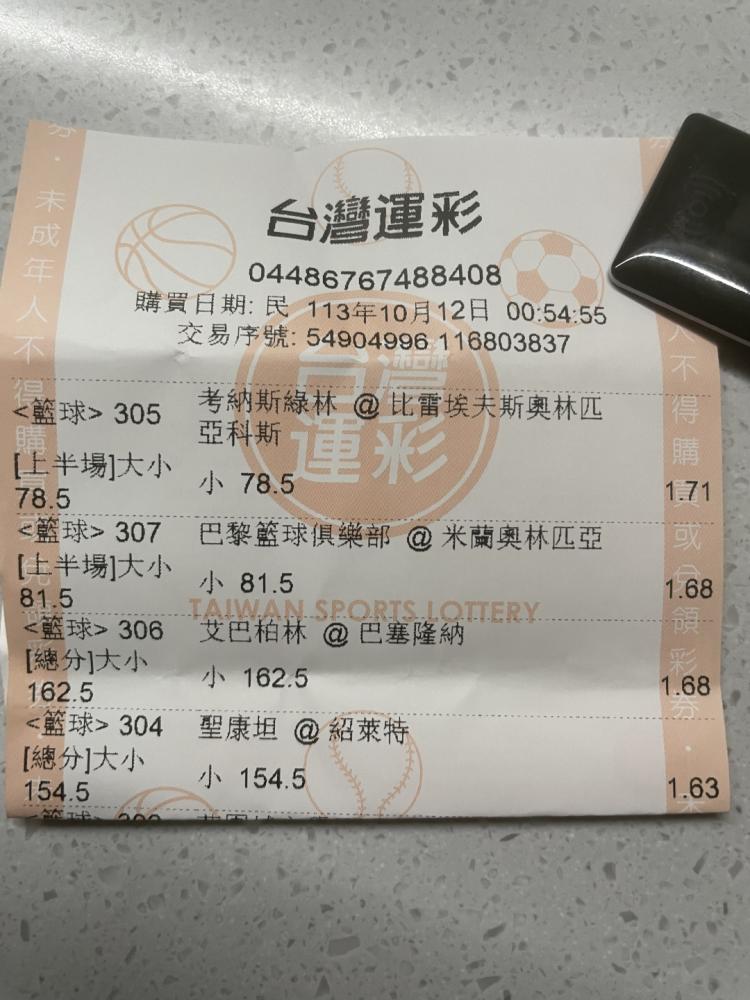 台灣運彩
04486767488408
購買日期: 民 113年10月12日 00:54:55
交易序號: 54904996 116803837
台灣
運彩
<籃球> 305 考納斯綠林 @ 比雷埃夫斯奧林匹
亞科斯
[上半場]大小
78.5 小 78.5 1.71
<籃球> 307 巴黎籃球俱樂部 @ 米蘭奧林匹亞
[上半場]大小
81.5 小 81.5 1.68
TAIWAN SPORTS LOTTERY
<籃球> 306 艾巴柏林 @ 巴塞隆納
[總分]大小
162.5 小 162.5 1.68
<籃球> 304 聖康坦 @ 紹萊特
[總分]大小
154.5 小 154.5 1.63
券・未成年人不得購
人不得購買或分領彩券・未